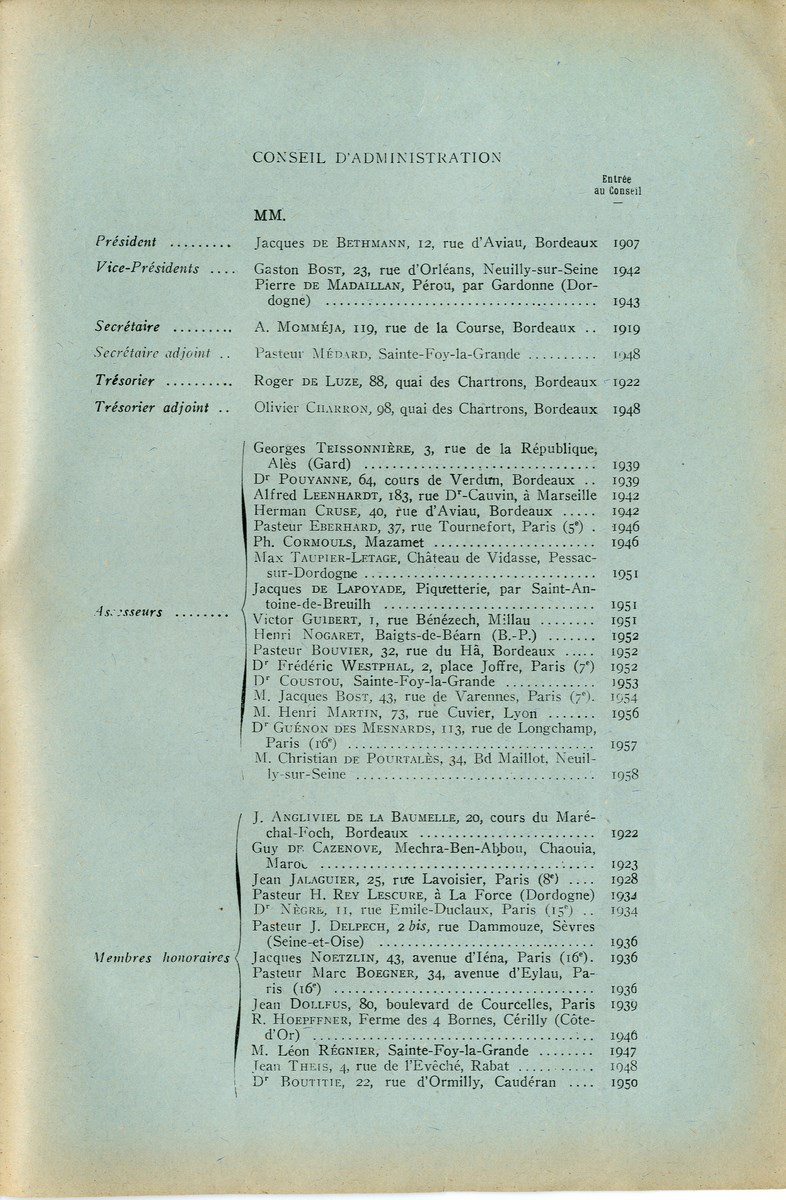 CONSEIL D'ADMINISTRATION
Entrée
au Conseil
MM.
Président ......... Jacques DE BETHMANN, 12, rue d'Aviau, Bordeaux 1907
Vice-Présidents .... Gaston BOST, 23, rue d'Orléans, Neuilly-sur-Seine 1942
Pierre DE MADAILLAN, Pérou, par Gardonne (Dor-
dogne) ........................................ 1943
Secrétaire ......... A. MOMMÉJA, 119, rue de la Course, Bordeaux .. 1919
Secrétaire adjoint .. Pasteur MÉDARD, Sainte-Foy-la-Grande .......... 1948
Trésorier .......... Roger DE LUZE, 88, quai des Chartrons, Bordeaux 1922
Trésorier adjoint .. Olivier CHARRON, 98, quai des Chartrons, Bordeaux 1948
Georges TEISSONNIÈRE, 3, rue de la République,
Alès (Gard) .................................. 1939
Dr POUYANNE, 64, cours de Verdun, Bordeaux .. 1939
Alfred LEENHARDT, 183, rue Dr-Cauvin, à Marseille 1942
Herman CRUSE, 40, rue d'Aviau, Bordeaux ..... 1942
Pasteur EBERHARD, 37, rue Tournefort, Paris (5e) . 1946
Ph. CORMOULS, Mazamet ........................ 1946
Max TAUPIER-LETAGE, Château de Vidasse, Pessac-
sur-Dordogne .................................. 1951
Jacques DE LAPOYADE, Piquetterie, par Saint-An-
toine-de-Breuilh ............................... 1951
Assesseurs ........ Victor GUIBERT, 1, rue Bénézech, Millau ........ 1951
Henri NOGARET, Baigts-de-Béarn (B.-P.) ....... 1952
Pasteur BOUVIER, 32, rue du Hâ, Bordeaux ..... 1952
Dr Frédéric WESTPHAL, 2, place Joffre, Paris (7e) 1952
Dr COUSTOU, Sainte-Foy-la-Grande ............. 1953
M. Jacques BOST, 43, rue de Varennes, Paris (7e). 1954
M. Henri MARTIN, 73, rue Cuvier, Lyon ....... 1956
Dr GUÉNON DES MESNARDS, 113, rue de Longchamp,
Paris (16e) .................................... 1957
M. Christian DE POURTALÈS, 34, Bd Maillot, Neuil-
ly-sur-Seine ................................... 1958
J. ANGLIVIEL DE LA BAUMELLE, 20, cours du Maré-
chal-Foch, Bordeaux .......................... 1922
Guy DE CAZENOVE, Mechra-Ben-Abbou, Chaouia,
Maroc ........................................ 1923
Jean JALAGUIER, 25, rue Lavoisier, Paris (8e) .... 1928
Pasteur H. REY LESCURE, à La Force (Dordogne) 1934
Dr NÈGRE, 11, rue Emile-Duclaux, Paris (15e) .. 1934
Pasteur J. DELPECH, 2 bis, rue Dammouze, Sèvres
(Seine-et-Oise) ............................... 1936
Membres honoraires Jacques NOETZLIN, 43, avenue d'Iéna, Paris (16e). 1936
Pasteur Marc BOEGNER, 34, avenue d'Eylau, Pa-
ris (16e) ...................................... 1936
Jean DOLLFUS, 80, boulevard de Courcelles, Paris 1939
R. HOEPFFNER, Ferme des 4 Bornes, Cérilly (Côte-
d'Or) ......................................... 1946
M. Léon RÉGNIER, Sainte-Foy-la-Grande ........ 1947
Jean THEIS, 4, rue de l'Evêché, Rabat ........... 1948
Dr BOUTITIE, 22, rue d'Ormilly, Caudéran .... 1950